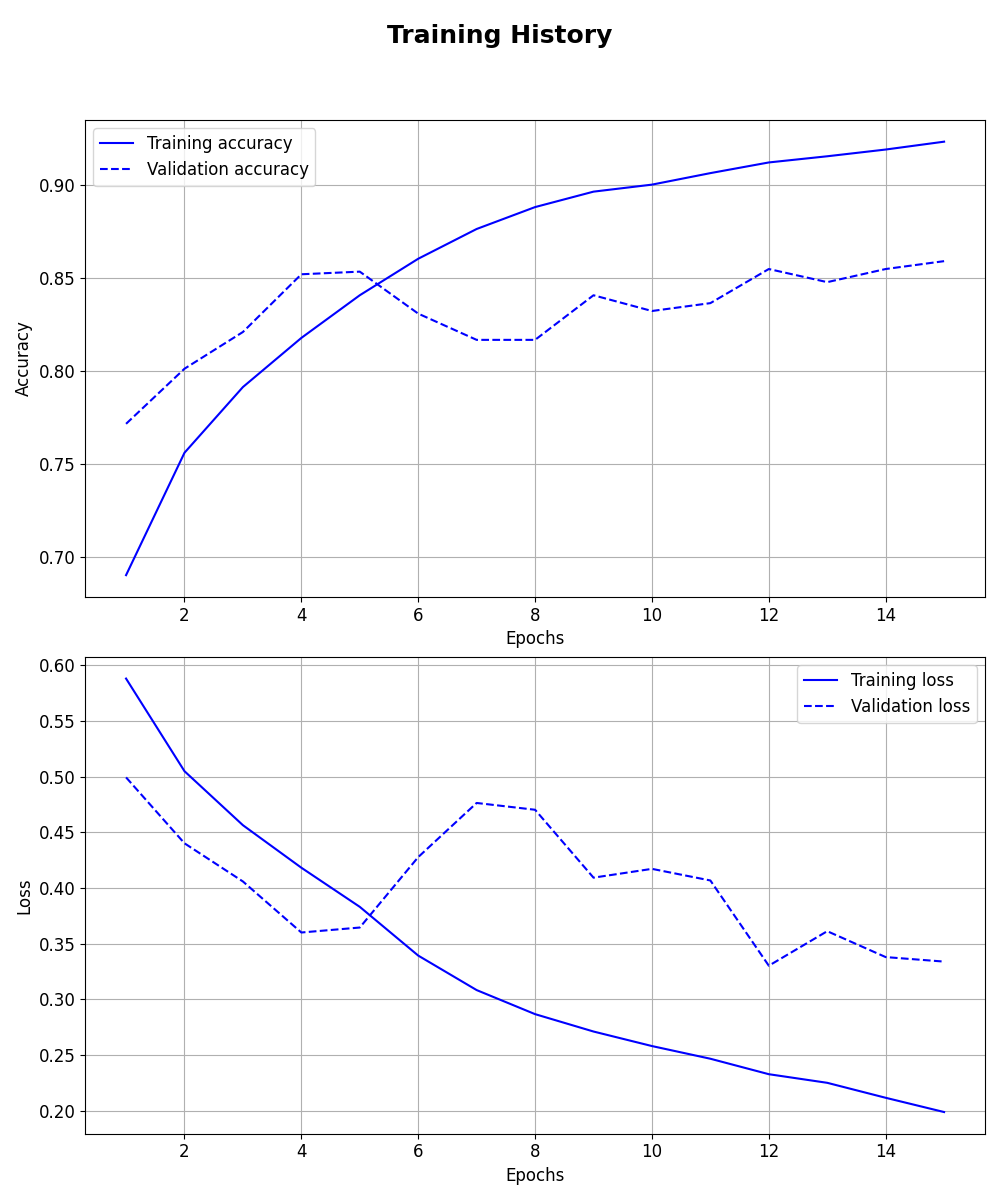 Training History
Training accuracy
Validation accuracy
0.90
0.85
0.80
0.75
0.70
Accuracy
2 4 6 8 10 12 14
Epochs
Training loss
Validation loss
0.60
0.55
0.50
0.45
0.40
0.35
0.30
0.25
0.20
Loss
2 4 6 8 10 12 14
Epochs